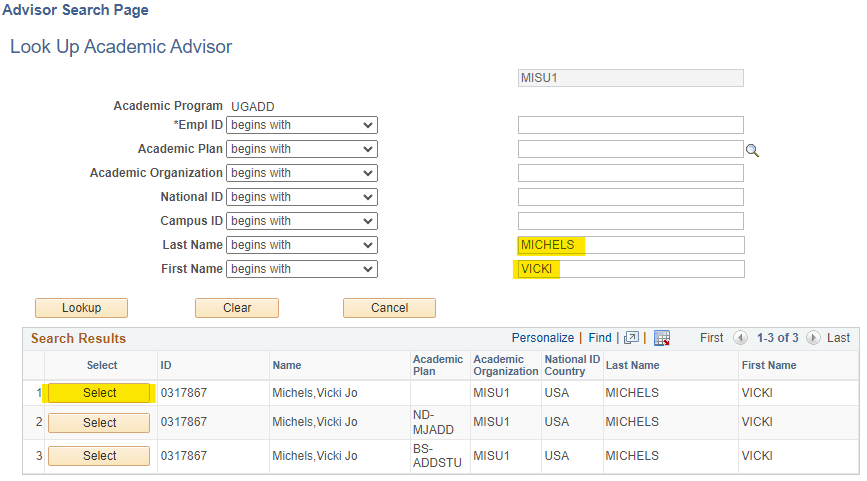 Advisor Search Page
Look Up Academic Advisor
MISU1
Academic Program UGADD
*Empl ID begins with
Academic Plan begins with
Academic Organization begins with
National ID begins with
Campus ID begins with
Last Name begins with MICHELS
First Name begins with VICKI
Lookup Clear Cancel
Search Results Personalize | Find | | First 1-3 of 3 Last
Select ID Name Academic Plan Academic Organization National ID Country Last Name First Name
1 Select 0317867 Michels,Vicki Jo MISU1 USA MICHELS VICKI
2 Select 0317867 Michels,Vicki Jo ND-MJADD MISU1 USA MICHELS VICKI
3 Select 0317867 Michels,Vicki Jo BS-ADDSTU MISU1 USA MICHELS VICKI